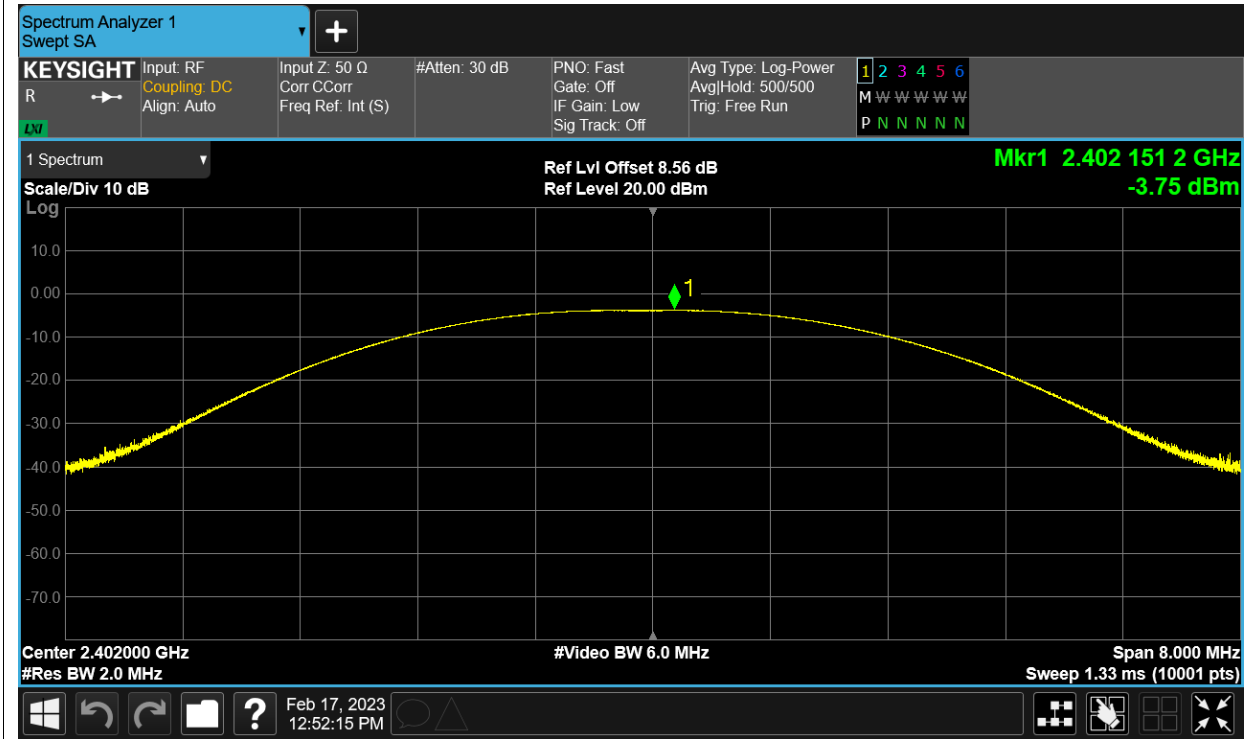 Spectrum Analyzer 1
Swept SA
KEYSIGHT
R
LXI
Input: RF
Coupling: DC
Align: Auto
Input Z: 50 Ω
Corr CCorr
Freq Ref: Int (S)
#Atten: 30 dB
PNO: Fast
Gate: Off
IF Gain: Low
Sig Track: Off
Avg Type: Log-Power
Avg|Hold: 500/500
Trig: Free Run
1 2 3 4 5 6
M W W W W W
P N N N N N
1 Spectrum
Scale/Div 10 dB
Log
Ref Lvl Offset 8.56 dB
Ref Level 20.00 dBm
Mkr1 2.402 151 2 GHz
-3.75 dBm
1
10.0
0.00
-10.0
-20.0
-30.0
-40.0
-50.0
-60.0
-70.0
Center 2.402000 GHz
#Res BW 2.0 MHz
#Video BW 6.0 MHz
Span 8.000 MHz
Sweep 1.33 ms (10001 pts)
?
Feb 17, 2023
12:52:15 PM